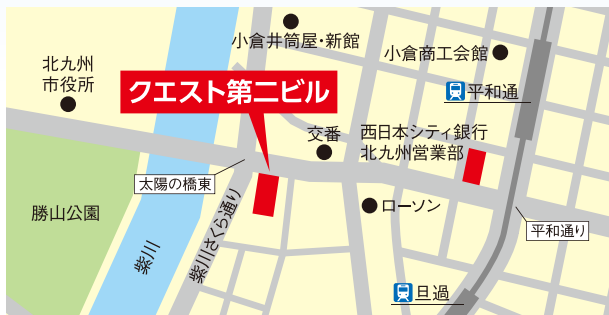 小倉井筒屋・新館
小倉商工会館
北九州
市役所
平和通
クエスト第二ビル
交番
西日本シティ銀行
北九州営業部
太陽の橋東
勝山公園
紫川さくら通り
ローソン
平和通り
紫川
旦過